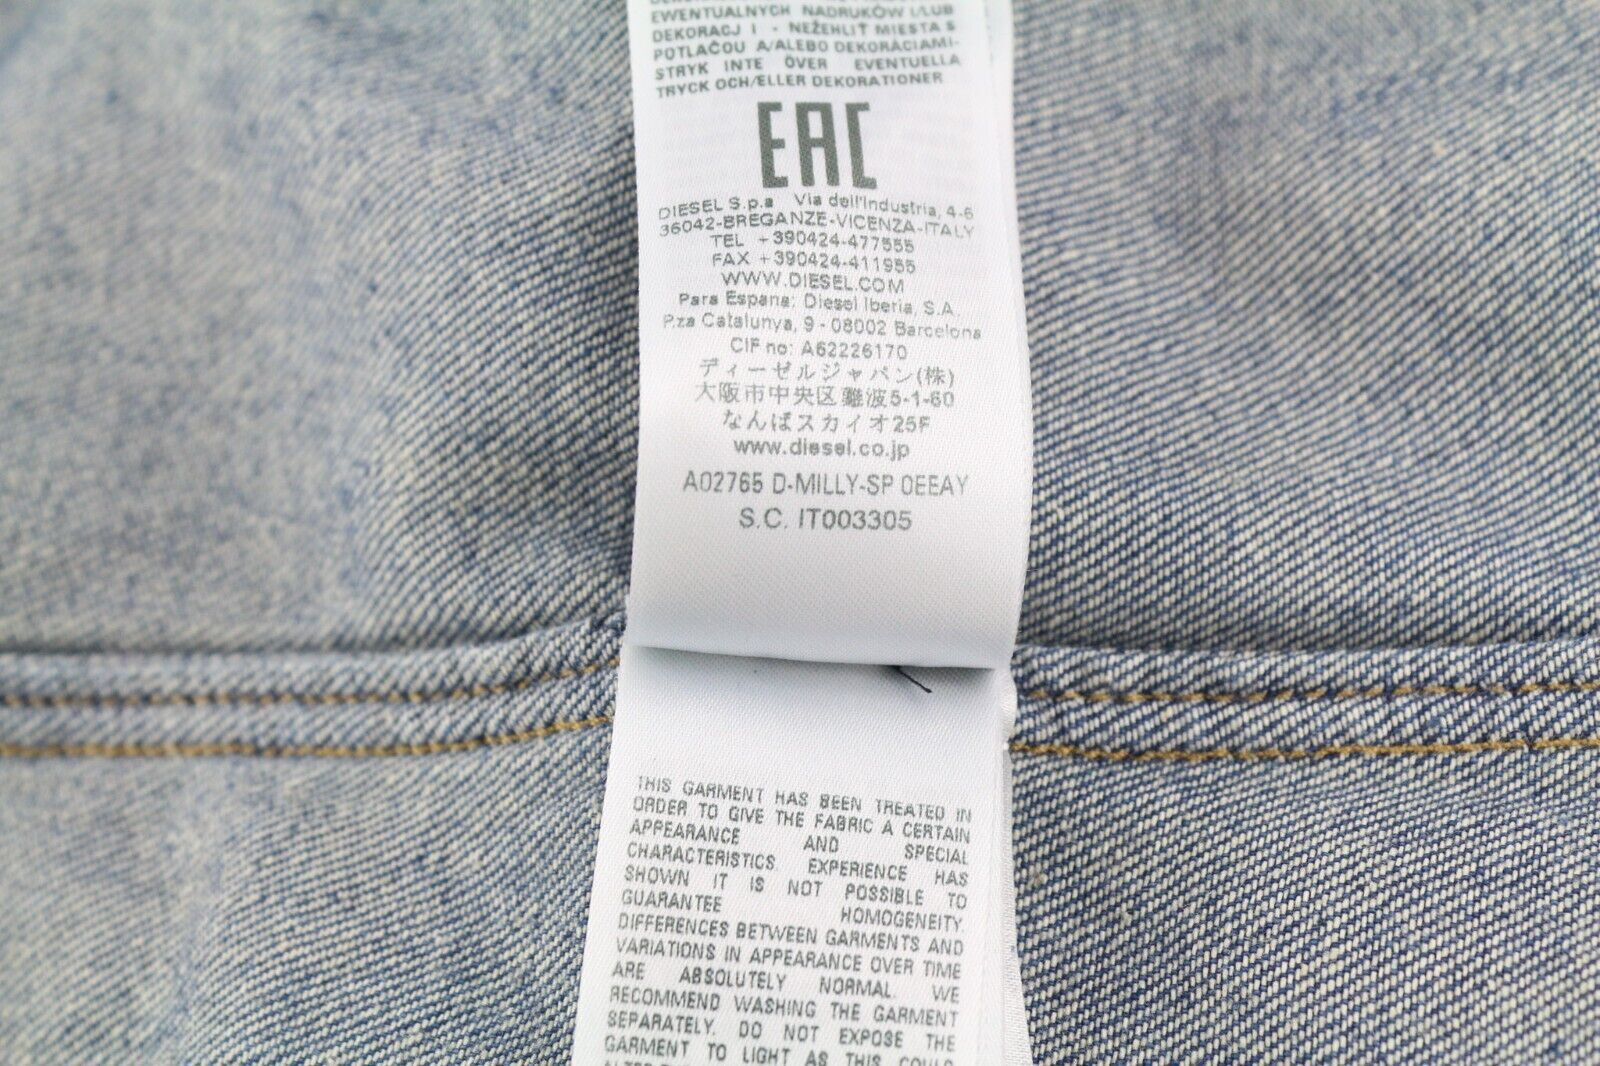 EWENTUALNYCH NADRUKÓW I/LUB
DEKORACJ I - NEŽEHLIŤ MIESTA S
POTLAČOU A/ALEBO DEKORÁCIAMI-
STRYK INTE ÖVER EVENTUELLA
TRYCK OCH/ELLER DEKORATIONER
EAC
DIESEL S.p.a Via dell'Industria, 4-6
36042-BREGANZE-VICENZA-ITALY
TEL +390424-477555
FAX +390424-411955
WWW.DIESEL.COM
Para Espana: Diesel Iberia, S.A.
P.za Catalunya, 9 - 08002 Barcelona
CIF no: A62226170
ディーゼルジャパン(株)
大阪市中央区難波5-1-60
なんばスカイオ25F
www.diesel.co.jp
A02765 D-MILLY-SP 0EEAY
S.C. IT003305
THIS GARMENT HAS BEEN TREATED IN
ORDER TO GIVE THE FABRIC A CERTAIN
APPEARANCE AND SPECIAL
CHARACTERISTICS. EXPERIENCE HAS
SHOWN IT IS NOT POSSIBLE TO
GUARANTEE HOMOGENEITY.
DIFFERENCES BETWEEN GARMENTS AND
VARIATIONS IN APPEARANCE OVER TIME
ARE ABSOLUTELY NORMAL. WE
RECOMMEND WASHING THE GARMENT
SEPARATELY. DO NOT EXPOSE THE
GARMENT TO LIGHT AS THIS COULD